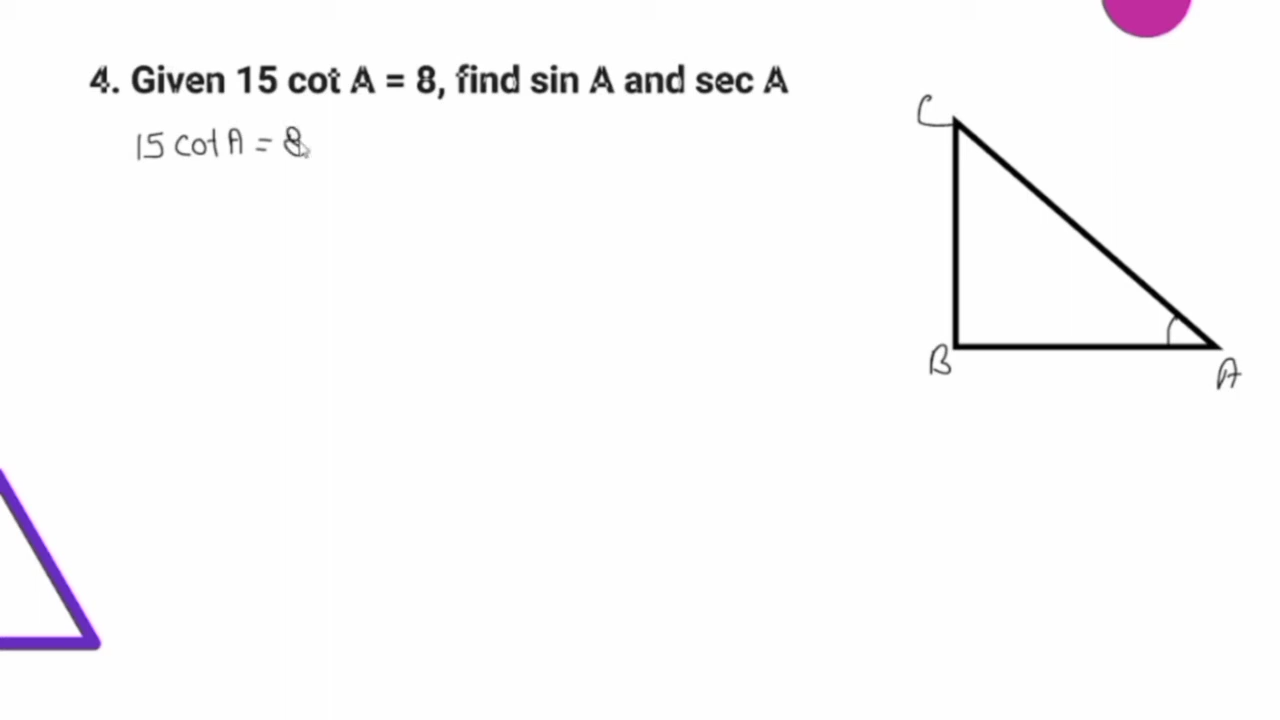 4. Given 15 cot A = 8, find sin A and sec A
15 cot A = 8
C
B
A